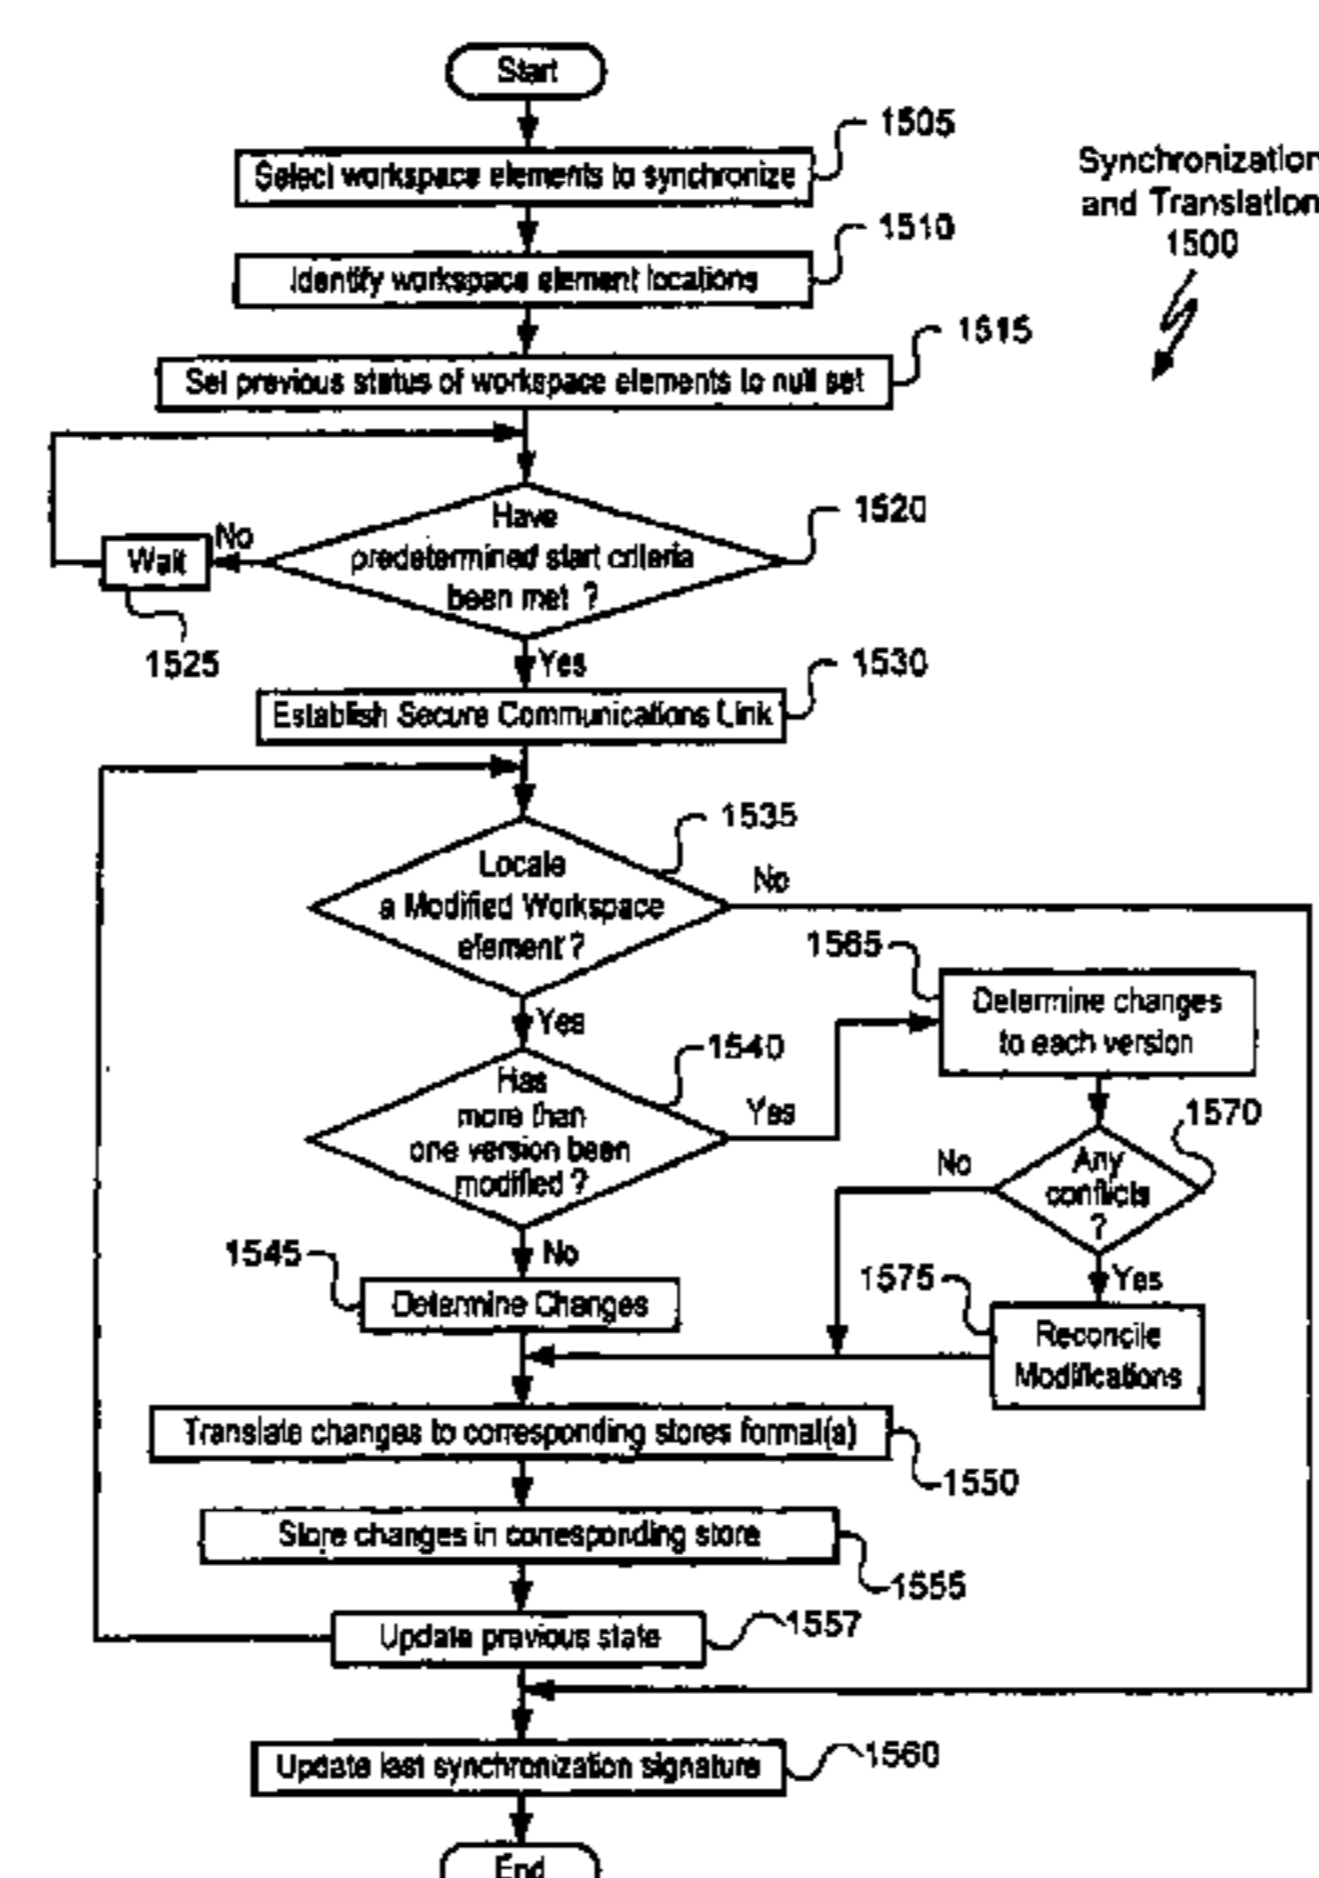 Start
1505
Select workspace elements to synchronize
Synchronization
and Translation
1500
1510
Identify workspace element locations
1515
Set previous status of workspace elements to null set
1520
Have
predetermined start criteria
been met ?
No
Wait
1525
Yes
1530
Establish Secure Communications Link
1535
Locate
a Modified Workspace
element ?
No
Yes
1565
Determine changes
to each version
1540
Has
more than
one version been
modified ?
Yes
1570
Any
conflicts
?
No
No
Yes
1545
Determine Changes
1575
Reconcile
Modifications
Translate changes to corresponding stores format(s)
1550
Store changes in corresponding store
1555
Update previous state
1557
Update last synchronization signature
1560
End